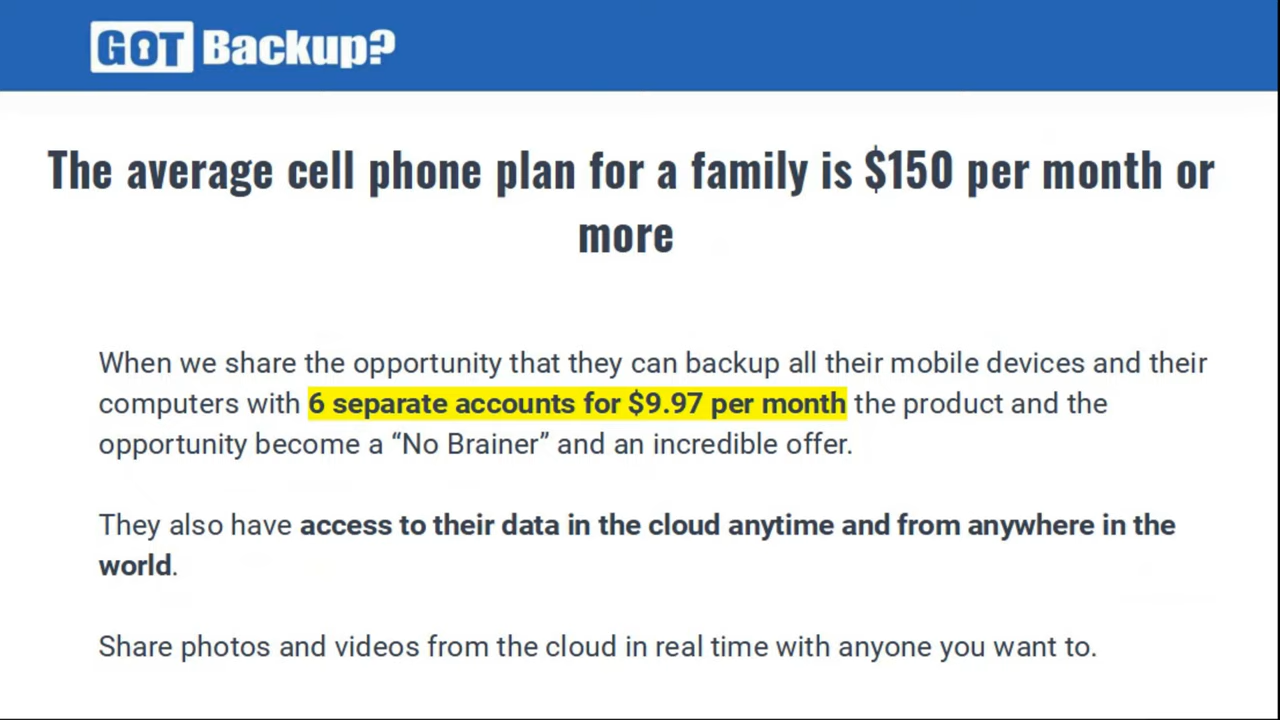 GOT Backup?
The average cell phone plan for a family is $150 per month or
more
When we share the opportunity that they can backup all their mobile devices and their
computers with 6 separate accounts for $9.97 per month the product and the
opportunity become a “No Brainer” and an incredible offer.
They also have access to their data in the cloud anytime and from anywhere in the
world.
Share photos and videos from the cloud in real time with anyone you want to.